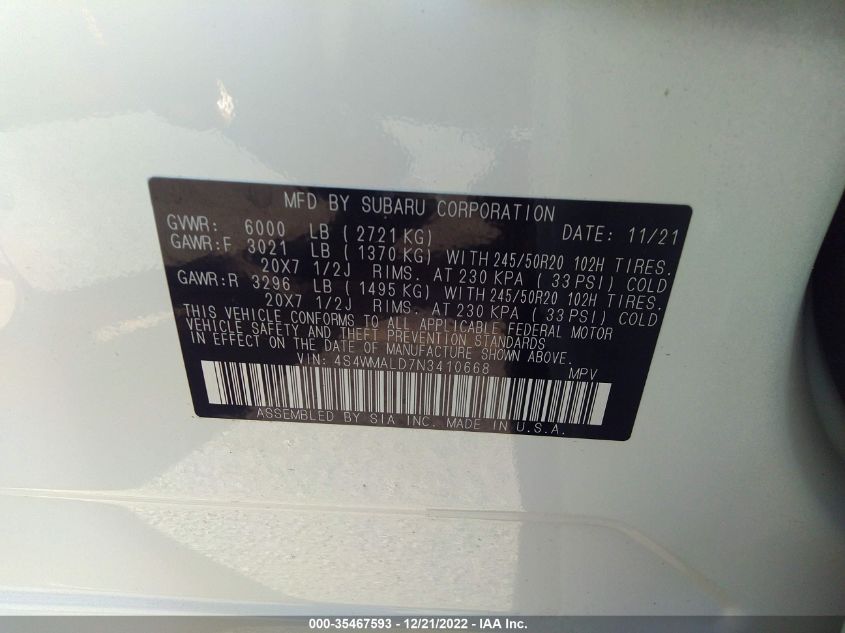 MFD BY SUBARU CORPORATION
GVWR: 6000 LB ( 2721 KG) DATE: 11/21
GAWR:F 3021 LB ( 1370 KG) WITH 245/50R20 102H TIRES.
20X7 1/2J RIMS. AT 230 KPA ( 33 PSI) COLD
GAWR:R 3296 LB ( 1495 KG) WITH 245/50R20 102H TIRES.
20X7 1/2J RIMS. AT 230 KPA ( 33 PSI) COLD
THIS VEHICLE CONFORMS TO ALL APPLICABLE FEDERAL MOTOR
VEHICLE SAFETY AND THEFT PREVENTION STANDARDS
IN EFFECT ON THE DATE OF MANUFACTURE SHOWN ABOVE.
VIN: 4S4WMALD7N3410668 MPV
ASSEMBLED BY SIA INC. MADE IN U.S.A.
000-35467593 - 12/21/2022 - IAA Inc.